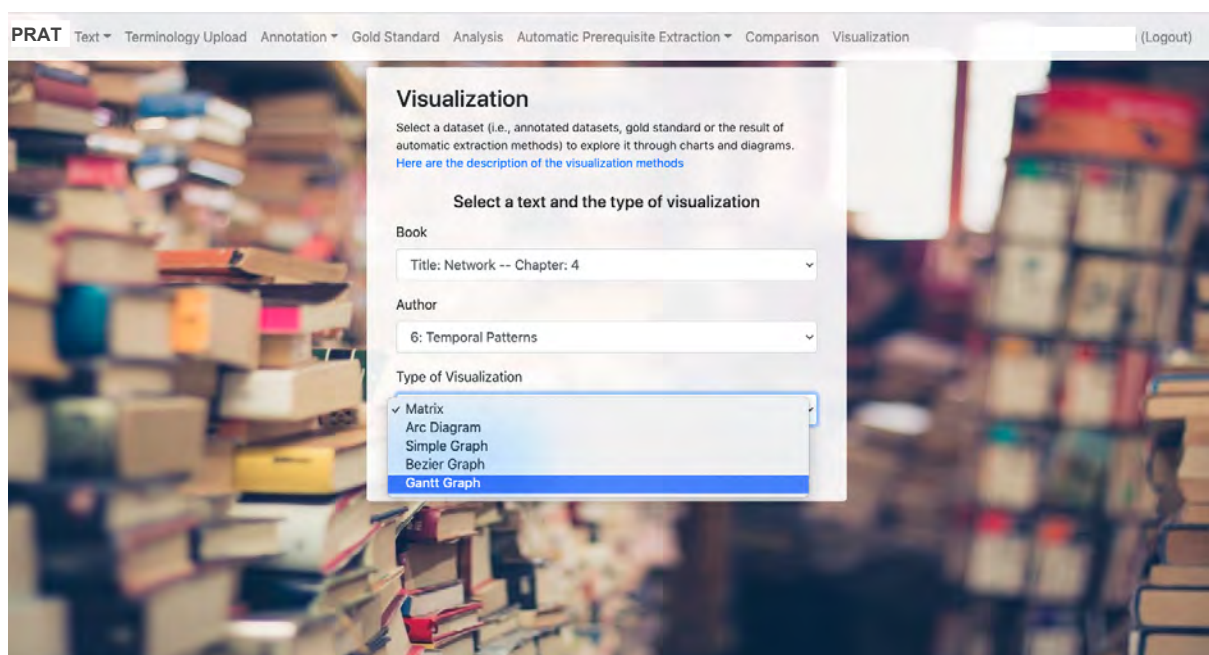 PRAT Text Terminology Upload Annotation Gold Standard Analysis Automatic Prerequisite Extraction Comparison Visualization (Logout)
Visualization
Select a dataset (i.e., annotated datasets, gold standard or the result of
automatic extraction methods) to explore it through charts and diagrams.
Here are the description of the visualization methods
Select a text and the type of visualization
Book
Title: Network -- Chapter: 4
Author
6: Temporal Patterns
Type of Visualization
✓ Matrix
Arc Diagram
Simple Graph
Bezier Graph
Gantt Graph